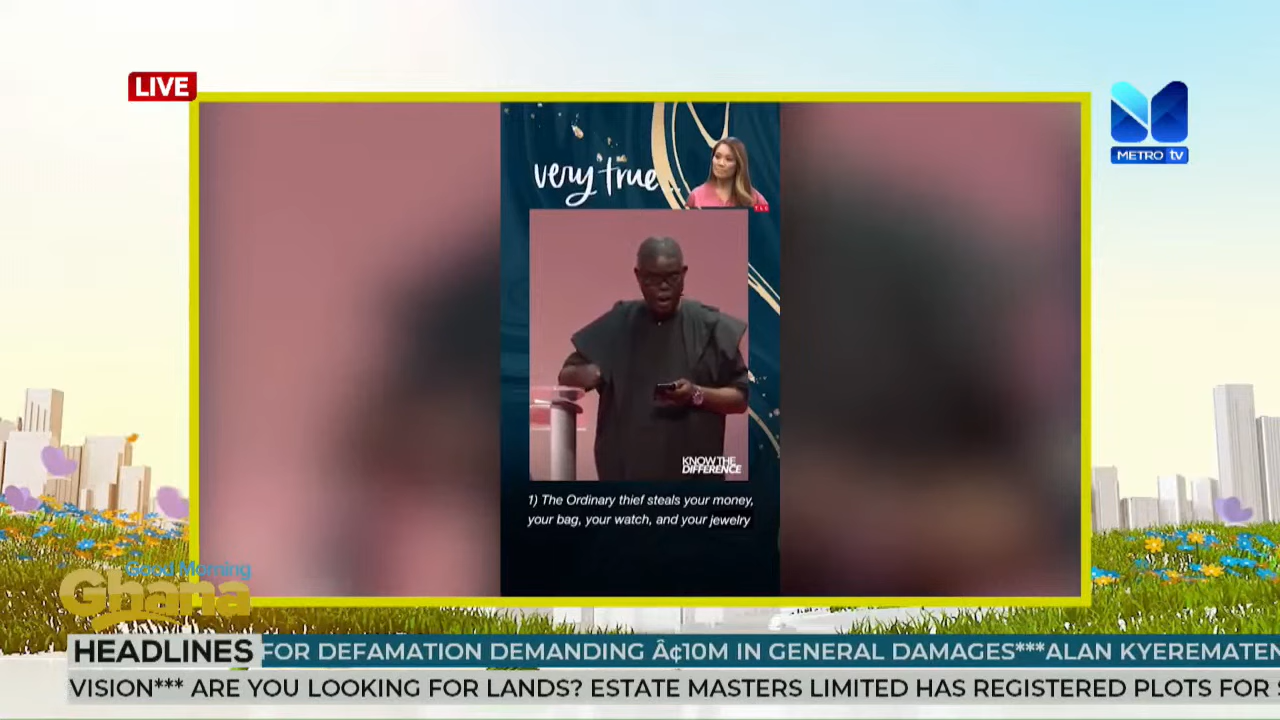 LIVE
METRO tv
very true
TLC
KNOW THE
DIFFERENCE
1) The Ordinary thief steals your money,
your bag, your watch, and your jewelry
Good Morning
Ghana
HEADLINES
FOR DEFAMATION DEMANDING Â¢10M IN GENERAL DAMAGES***ALAN KYEREMATEN
VISION*** ARE YOU LOOKING FOR LANDS? ESTATE MASTERS LIMITED HAS REGISTERED PLOTS FOR